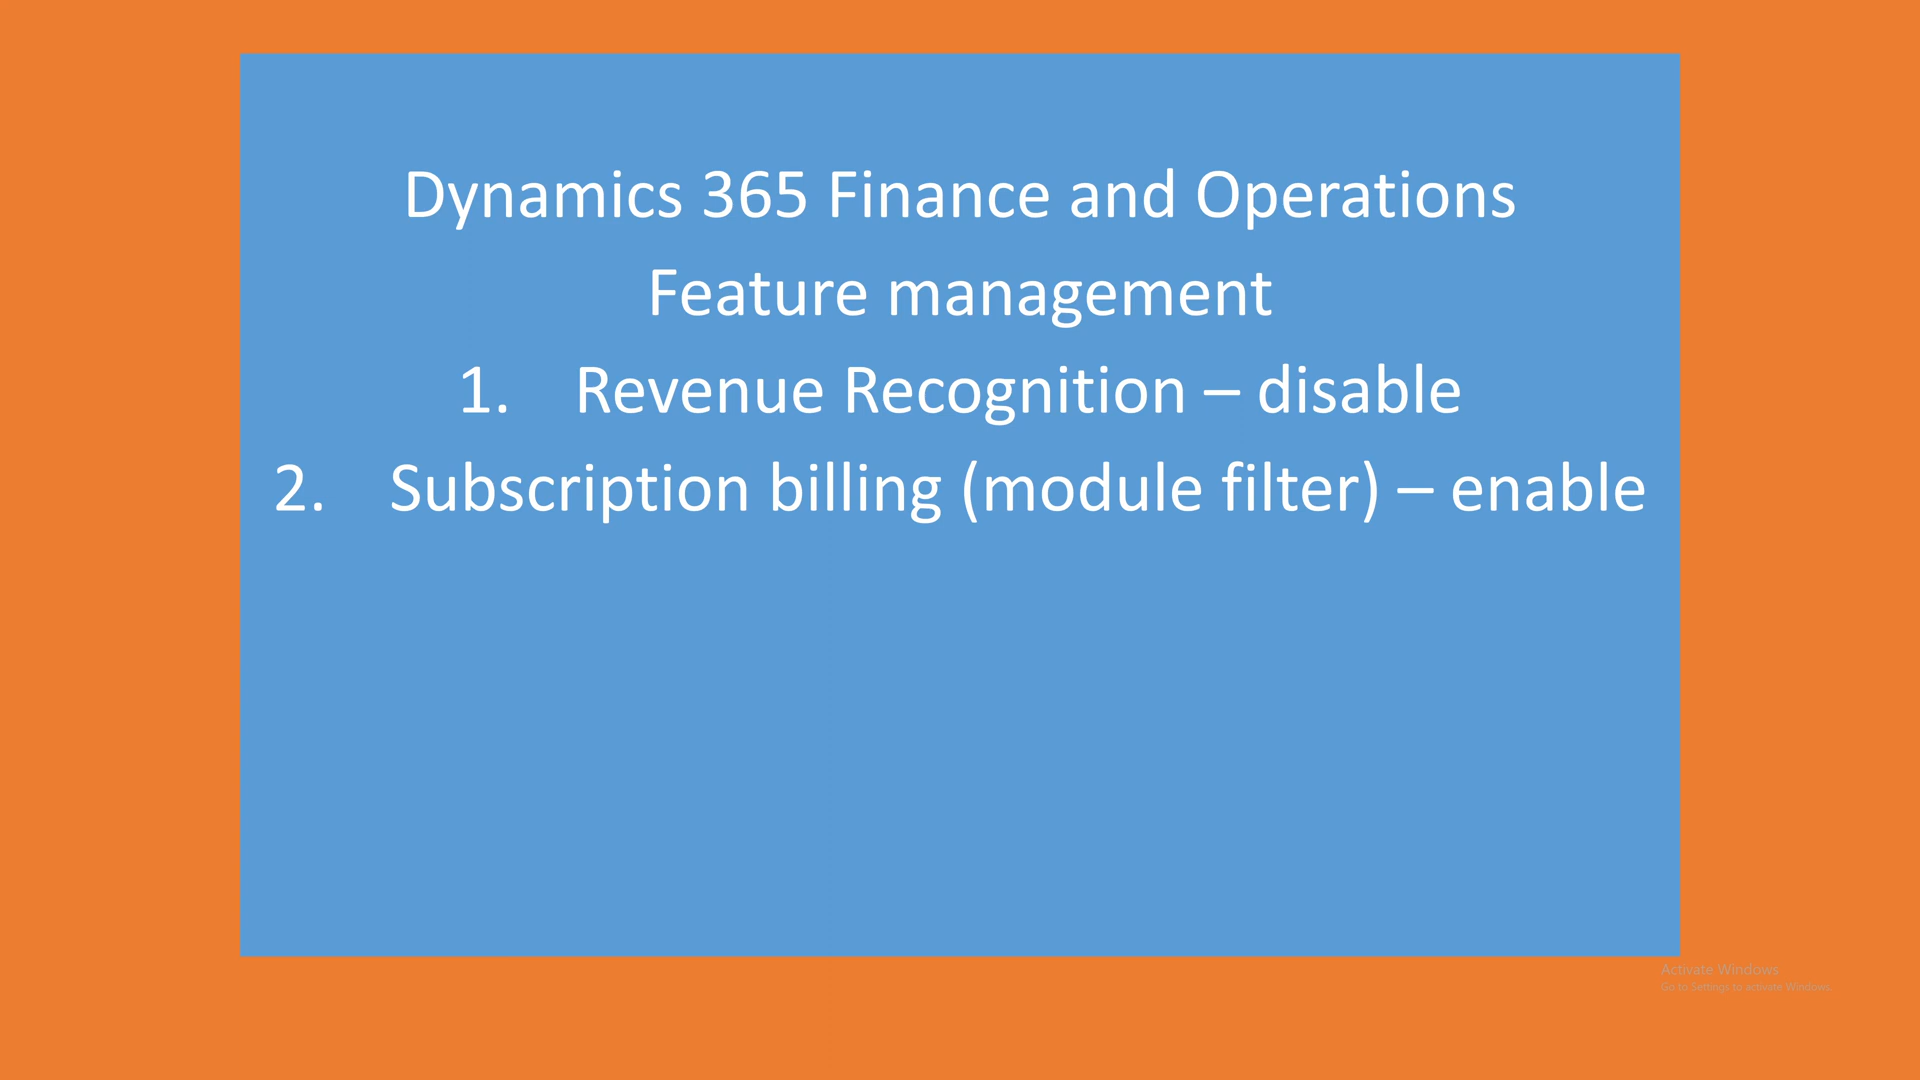 Dynamics 365 Finance and Operations
Feature management
1. Revenue Recognition – disable
2. Subscription billing (module filter) – enable
Activate Windows
Go to Settings to activate Windows.